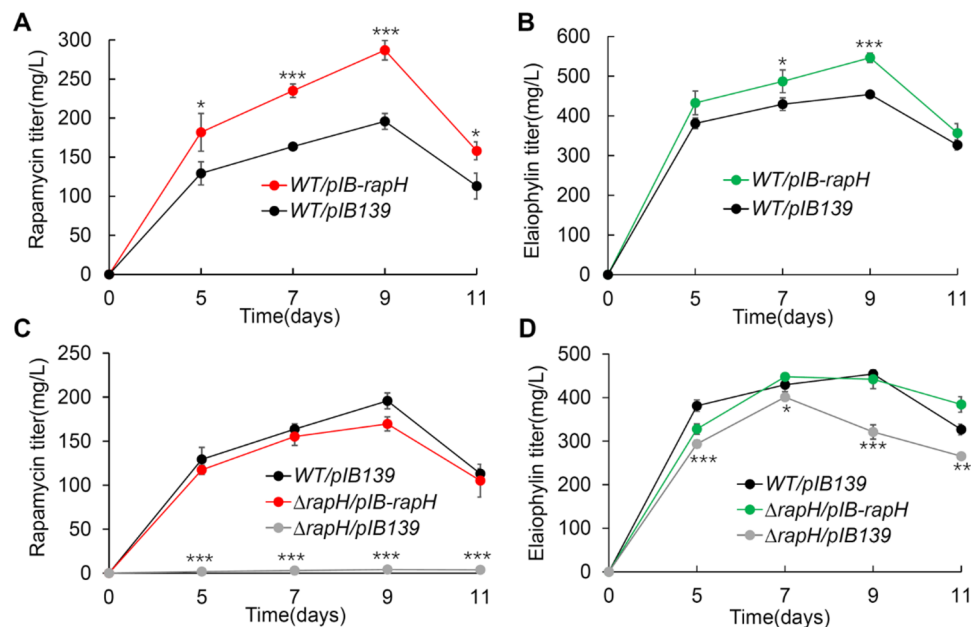 A
Rapamycin titer(mg/L)
300
250
200
150
100
50
0
*
***
***
*
WT/pIB-rapH
WT/pIB139
0 5 7 9 11
Time(days)
B
Elaiophylin titer(mg/L)
600
500
400
300
200
100
0
*
***
WT/pIB-rapH
WT/pIB139
0 5 7 9 11
Time(days)
C
Rapamycin titer(mg/L)
200
150
100
50
0
WT/pIB139
ΔrapH/pIB-rapH
ΔrapH/pIB139
*** *** *** ***
0 5 7 9 11
Time(days)
D
Elaiophylin titer(mg/L)
500
400
300
200
100
0
***
*
***
**
WT/pIB139
ΔrapH/pIB-rapH
ΔrapH/pIB139
0 5 7 9 11
Time(days)